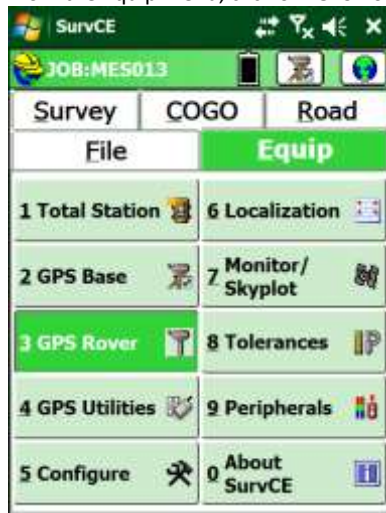 SurvCE
JOB:MES013
Survey COGO Road
File Equip
1 Total Station
6 Localization
2 GPS Base
7 Monitor/
Skyplot
3 GPS Rover
8 Tolerances
4 GPS Utilities
9 Peripherals
5 Configure
0 About
SurvCE